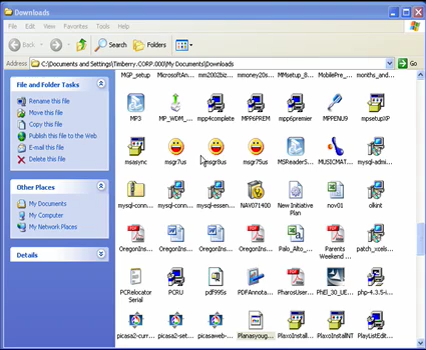 Downloads
File Edit View Favorites Tools Help
Back Search Folders
Address C:\Documents and Settings\Tmberry.CORP.000\My Documents\Downloads Go
File and Folder Tasks
Rename this file
Move this file
Copy this file
Publish this file to the Web
E-mail this file
Delete this file
Other Places
My Documents
My Computer
My Network Places
Details
MGP_setup MicrosoftAn... mm2002biz... mmoney20s... MMsetup_8... MobilePre_... months_and...
MP3 MP_WDM_... mpp4complete MPP6PREM mpp6premier MPPENU9 mpsetupXP
msasync msgr7us msgr8us msgr75us MSReaderS... MUSICMAT... mysql-admi...
mysql-conn... mysql-conn... mysql-essen... NAV071400 New Initiative Plan nov01 olkint
OregonIns... OregonIns... OregonIns... OregonIns... Palo_Alto_... Parents Weekend ... patch_xcels...
PCRelocator Serial PCRU pdf995s PDFAnnota... PharosUser... PhEl_30_UE... php-4.3.5-i...
picasa2-curr... picasa2-set... picasaweb-... Planasyoug... PlaxoInstall... PlaxoInstallNT PlayListEdit...